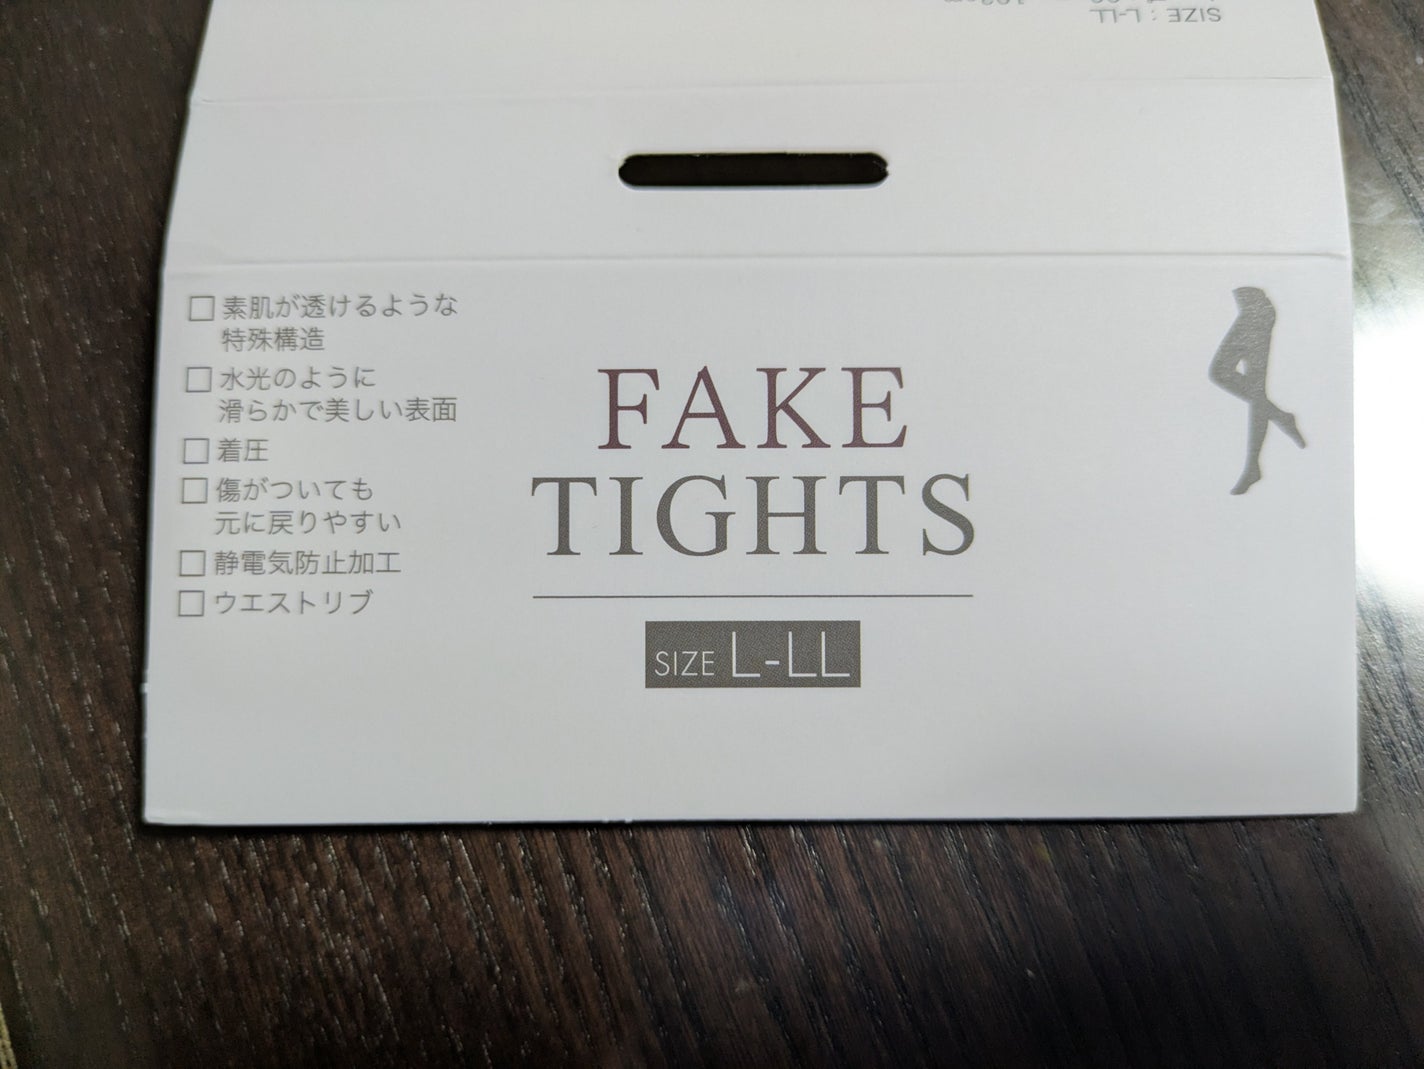 SIZE : L-LL
□素肌が透けるような
特殊構造
□水光のように
滑らかで美しい表面
□着圧
□傷がついても
元に戻りやすい
□静電気防止加工
□ウエストリブ
FAKE
TIGHTS
SIZE L-LL